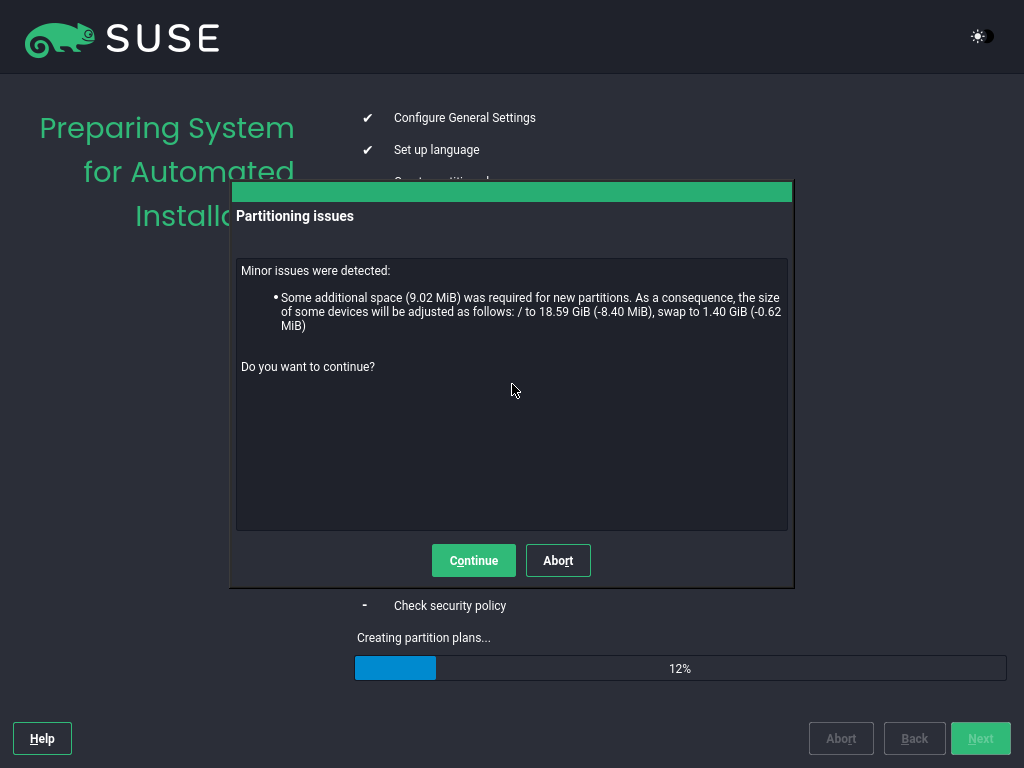 SUSE
Preparing System
for Automated
Configure General Settings
Set up language
Partitioning issues
Minor issues were detected:
• Some additional space (9.02 MiB) was required for new partitions. As a consequence, the size
of some devices will be adjusted as follows: / to 18.59 GiB (-8.40 MiB), swap to 1.40 GiB (-0.62
MiB)
Do you want to continue?
Continue
Abort
- Check security policy
Creating partition plans...
12%
Help
Abort
Back
Next